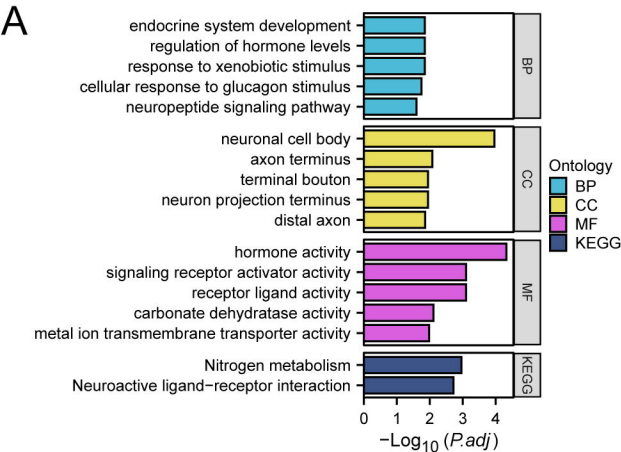 A
endocrine system development
regulation of hormone levels
response to xenobiotic stimulus
cellular response to glucagon stimulus
neuropeptide signaling pathway
BP
neuronal cell body
axon terminus
terminal bouton
neuron projection terminus
distal axon
CC
hormone activity
signaling receptor activator activity
receptor ligand activity
carbonate dehydratase activity
metal ion transmembrane transporter activity
MF
Nitrogen metabolism
Neuroactive ligand−receptor interaction
KEGG
0 1 2 3 4
−Log10 (P.adj)
Ontology
BP
CC
MF
KEGG